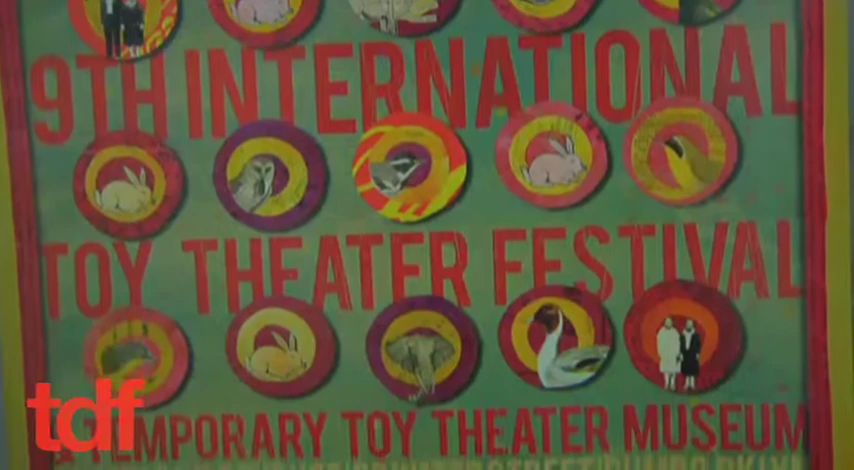 9TH INTERNATIONAL
TOY THEATER FESTIVAL
& TEMPORARY TOY THEATER MUSEUM
tdf